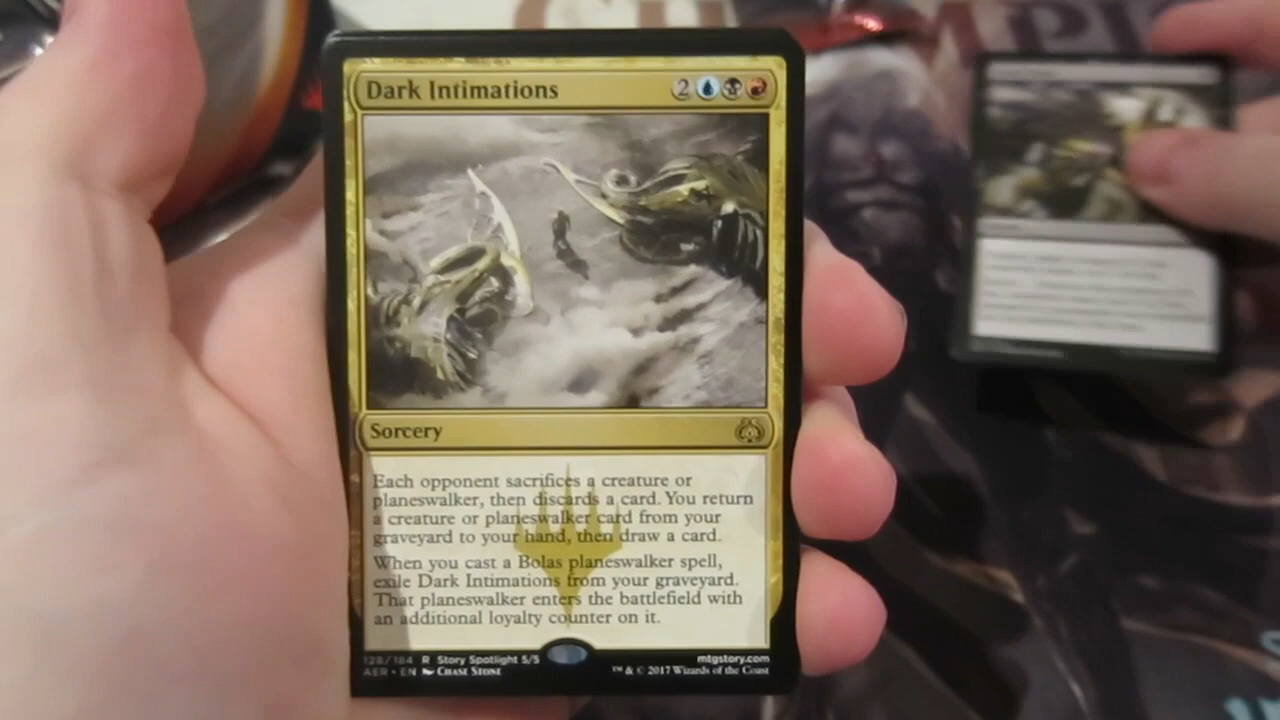 CHAMPI
Dark Intimations 2
Sorcery
Each opponent sacrifices a creature or
planeswalker, then discards a card. You return
a creature or planeswalker card from your
graveyard to your hand, then draw a card.
When you cast a Bolas planeswalker spell,
exile Dark Intimations from your graveyard.
That planeswalker enters the battlefield with
an additional loyalty counter on it.
128/184 R Story Spotlight 5/5 mtgstory.com
AER • EN Chase Stone ™ & © 2017 Wizards of the Coast